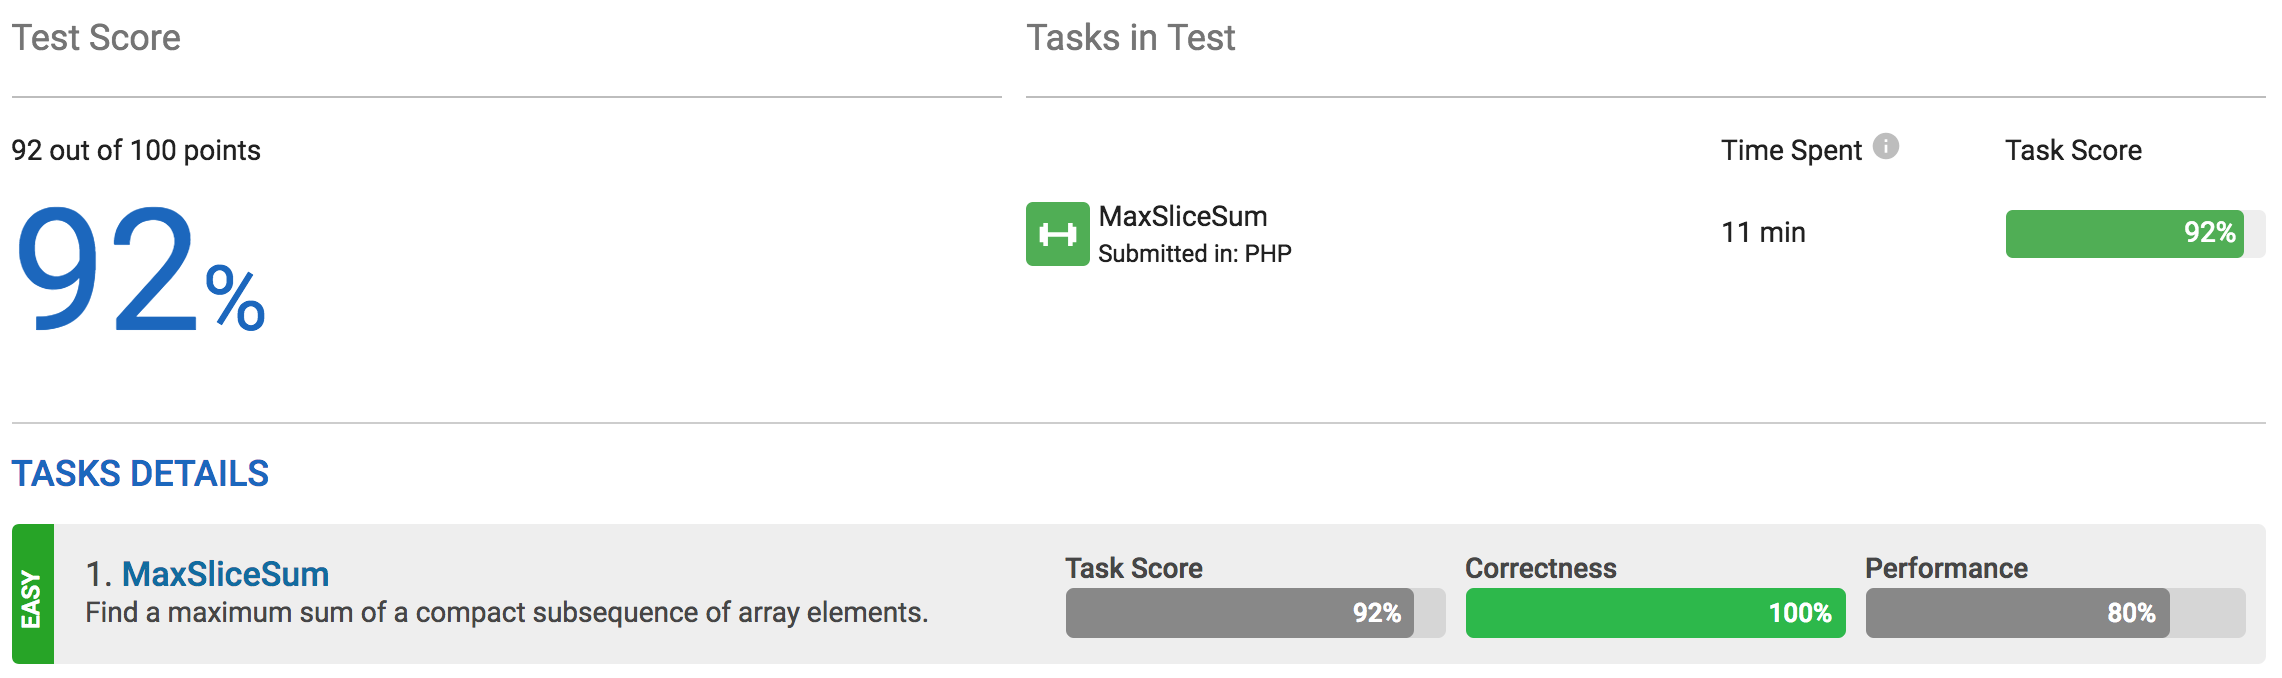 Test Score
92 out of 100 points
92%
Tasks in Test
Time Spent i
Task Score
MaxSliceSum
Submitted in: PHP
11 min
92%
TASKS DETAILS
EASY
1. MaxSliceSum
Find a maximum sum of a compact subsequence of array elements.
Task Score
92%
Correctness
100%
Performance
80%